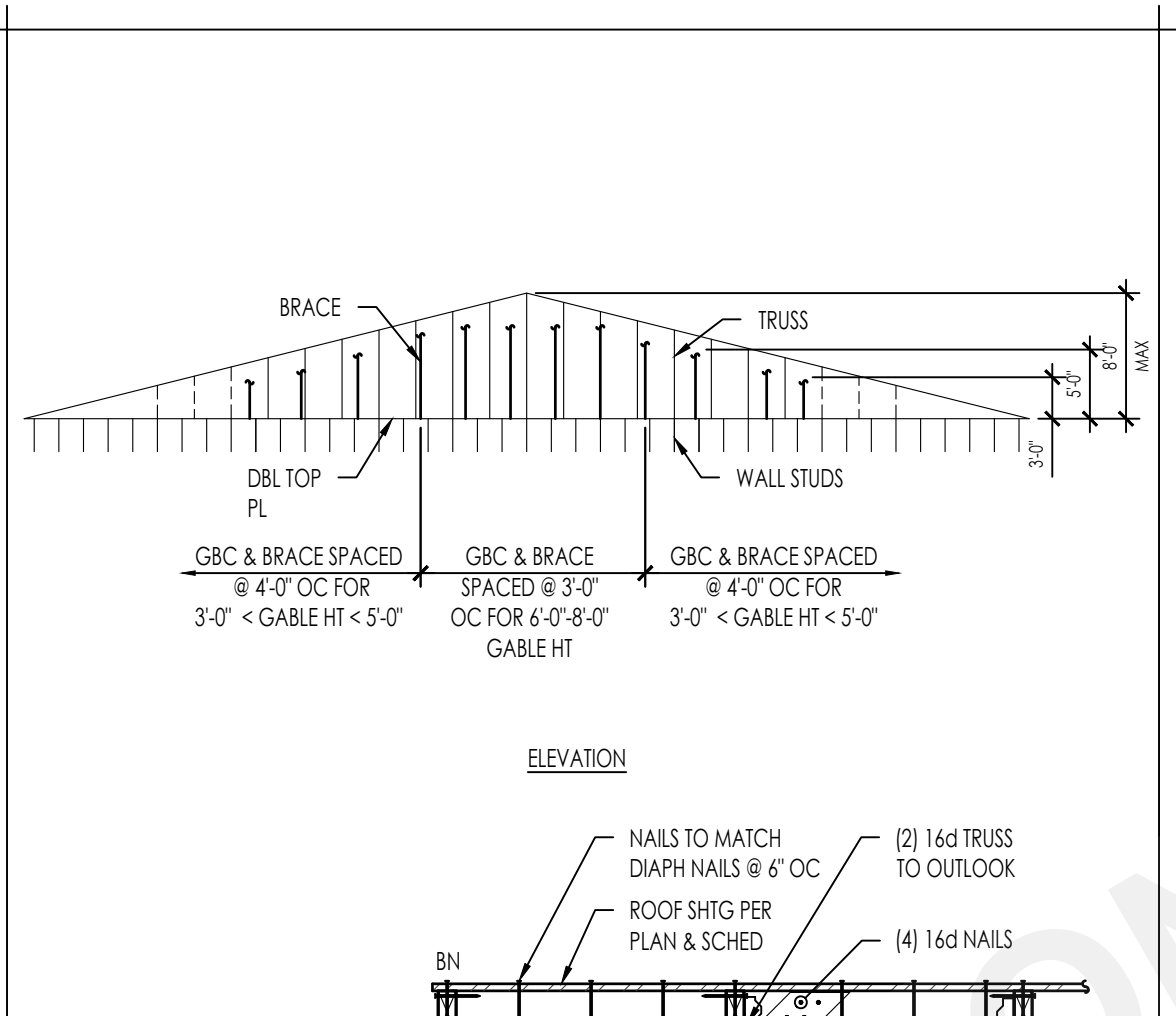 BRACE
TRUSS
MAX
8'-0"
5'-0"
3'-0"
DBL TOP
PL
WALL STUDS
GBC & BRACE SPACED
@ 4'-0" OC FOR
3'-0" < GABLE HT < 5'-0"
GBC & BRACE
SPACED @ 3'-0"
OC FOR 6'-0"-8'-0"
GABLE HT
GBC & BRACE SPACED
@ 4'-0" OC FOR
3'-0" < GABLE HT < 5'-0"
ELEVATION
NAILS TO MATCH
DIAPH NAILS @ 6" OC
(2) 16d TRUSS
TO OUTLOOK
ROOF SHTG PER
PLAN & SCHED
(4) 16d NAILS
BN